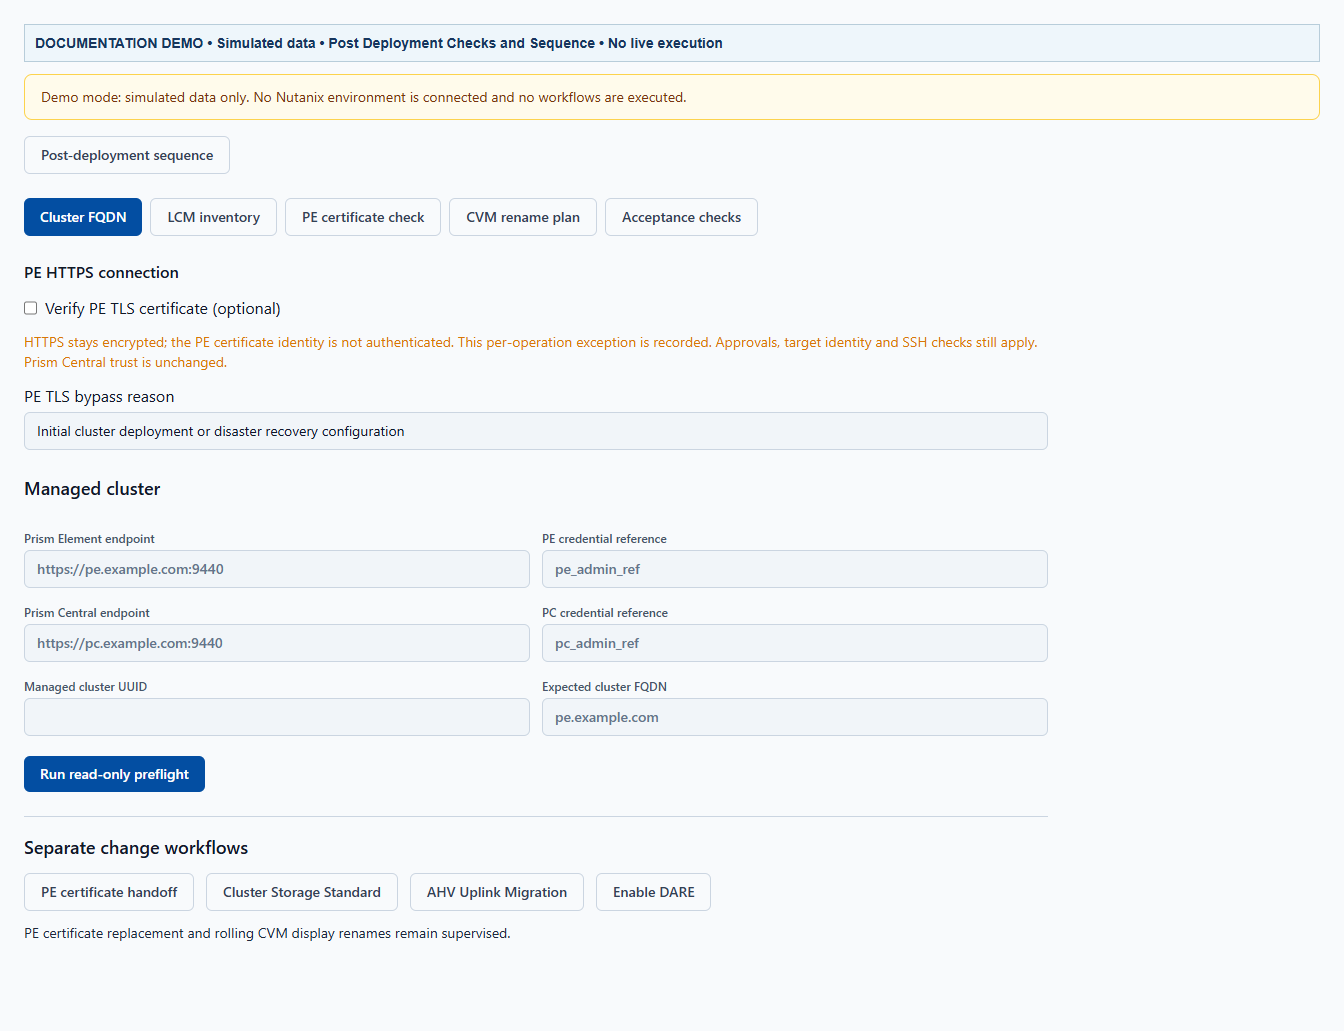 DOCUMENTATION DEMO • Simulated data • Post Deployment Checks and Sequence • No live execution
Demo mode: simulated data only. No Nutanix environment is connected and no workflows are executed.
Post-deployment sequence
Cluster FQDN
LCM inventory
PE certificate check
CVM rename plan
Acceptance checks
PE HTTPS connection
Verify PE TLS certificate (optional)
HTTPS stays encrypted; the PE certificate identity is not authenticated. This per-operation exception is recorded. Approvals, target identity and SSH checks still apply.
Prism Central trust is unchanged.
PE TLS bypass reason
Initial cluster deployment or disaster recovery configuration
Managed cluster
Prism Element endpoint
PE credential reference
https://pe.example.com:9440
pe_admin_ref
Prism Central endpoint
PC credential reference
https://pc.example.com:9440
pc_admin_ref
Managed cluster UUID
Expected cluster FQDN
pe.example.com
Run read-only preflight
Separate change workflows
PE certificate handoff
Cluster Storage Standard
AHV Uplink Migration
Enable DARE
PE certificate replacement and rolling CVM display renames remain supervised.